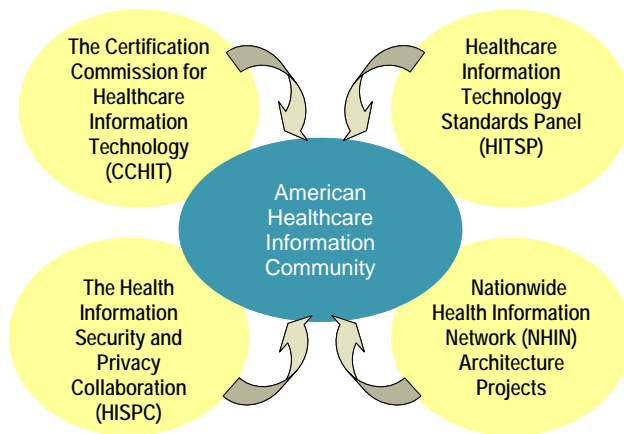 The Certification
Commission for
Healthcare
Information
Technology
(CCHIT)
Healthcare
Information
Technology
Standards Panel
(HITSP)
American
Healthcare
Information
Community
The Health
Information
Security and
Privacy
Collaboration
(HISPC)
Nationwide
Health Information
Network (NHIN)
Architecture
Projects